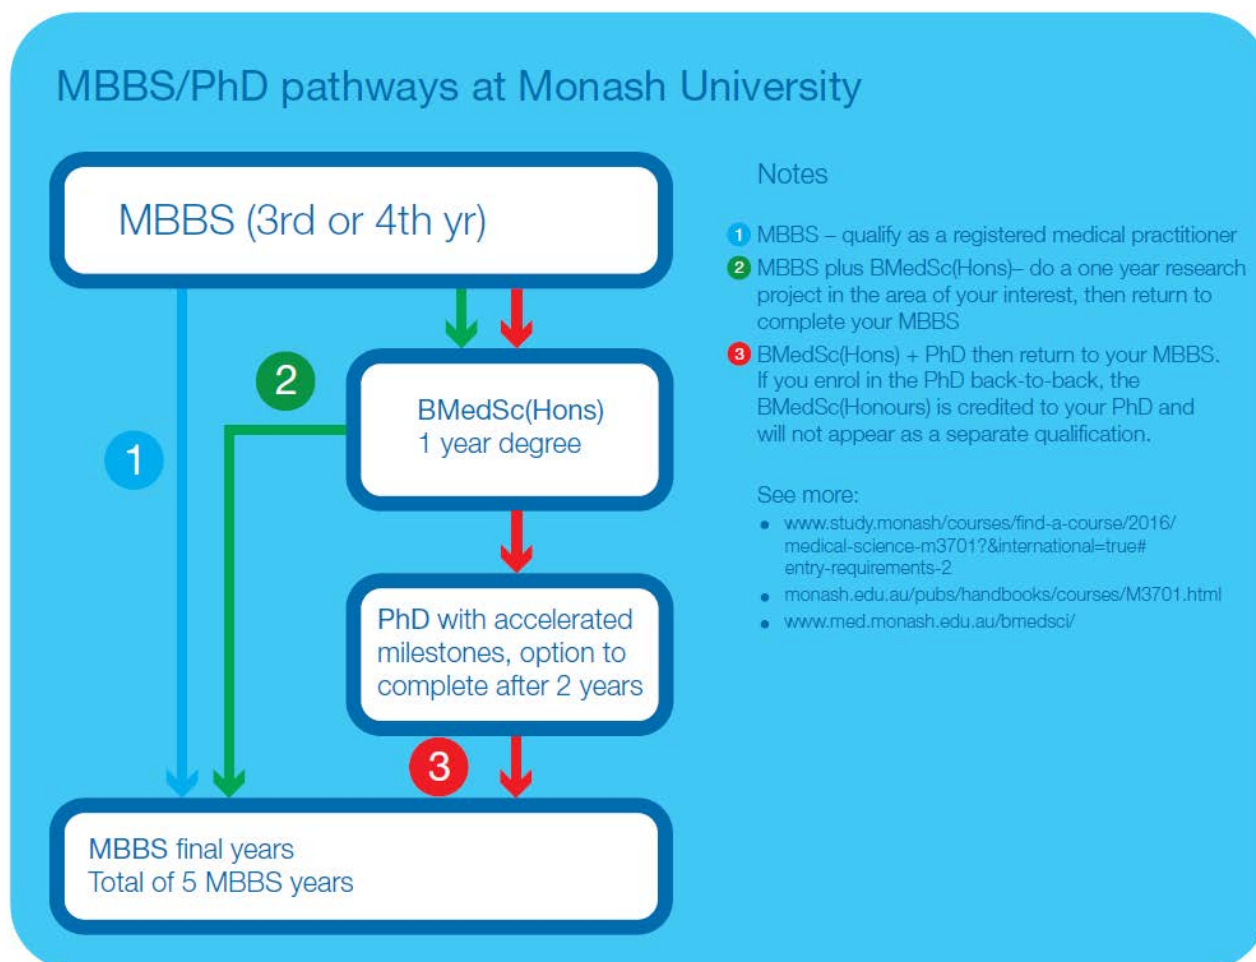 MBBS/PhD pathways at Monash University
MBBS (3rd or 4th yr)
1
2
BMedSc(Hons)
1 year degree
PhD with accelerated
milestones, option to
complete after 2 years
3
MBBS final years
Total of 5 MBBS years
Notes
1 MBBS – qualify as a registered medical practitioner
2 MBBS plus BMedSc(Hons)– do a one year research
project in the area of your interest, then return to
complete your MBBS
3 BMedSc(Hons) + PhD then return to your MBBS.
If you enrol in the PhD back-to-back, the
BMedSc(Honours) is credited to your PhD and
will not appear as a separate qualification.
See more:
• www.study.monash/courses/find-a-course/2016/
medical-science-m3701?&international=true#
entry-requirements-2
• monash.edu.au/pubs/handbooks/courses/M3701.html
• www.med.monash.edu.au/bmedsci/